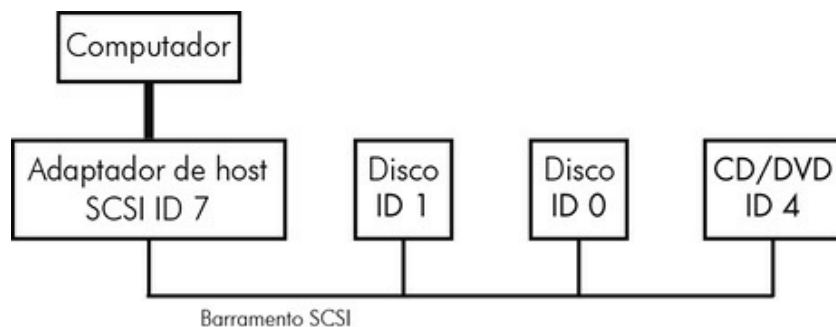 Computador
Adaptador de host
SCSI ID 7
Disco
ID 1
Disco
ID 0
CD/DVD
ID 4
Barramento SCSI